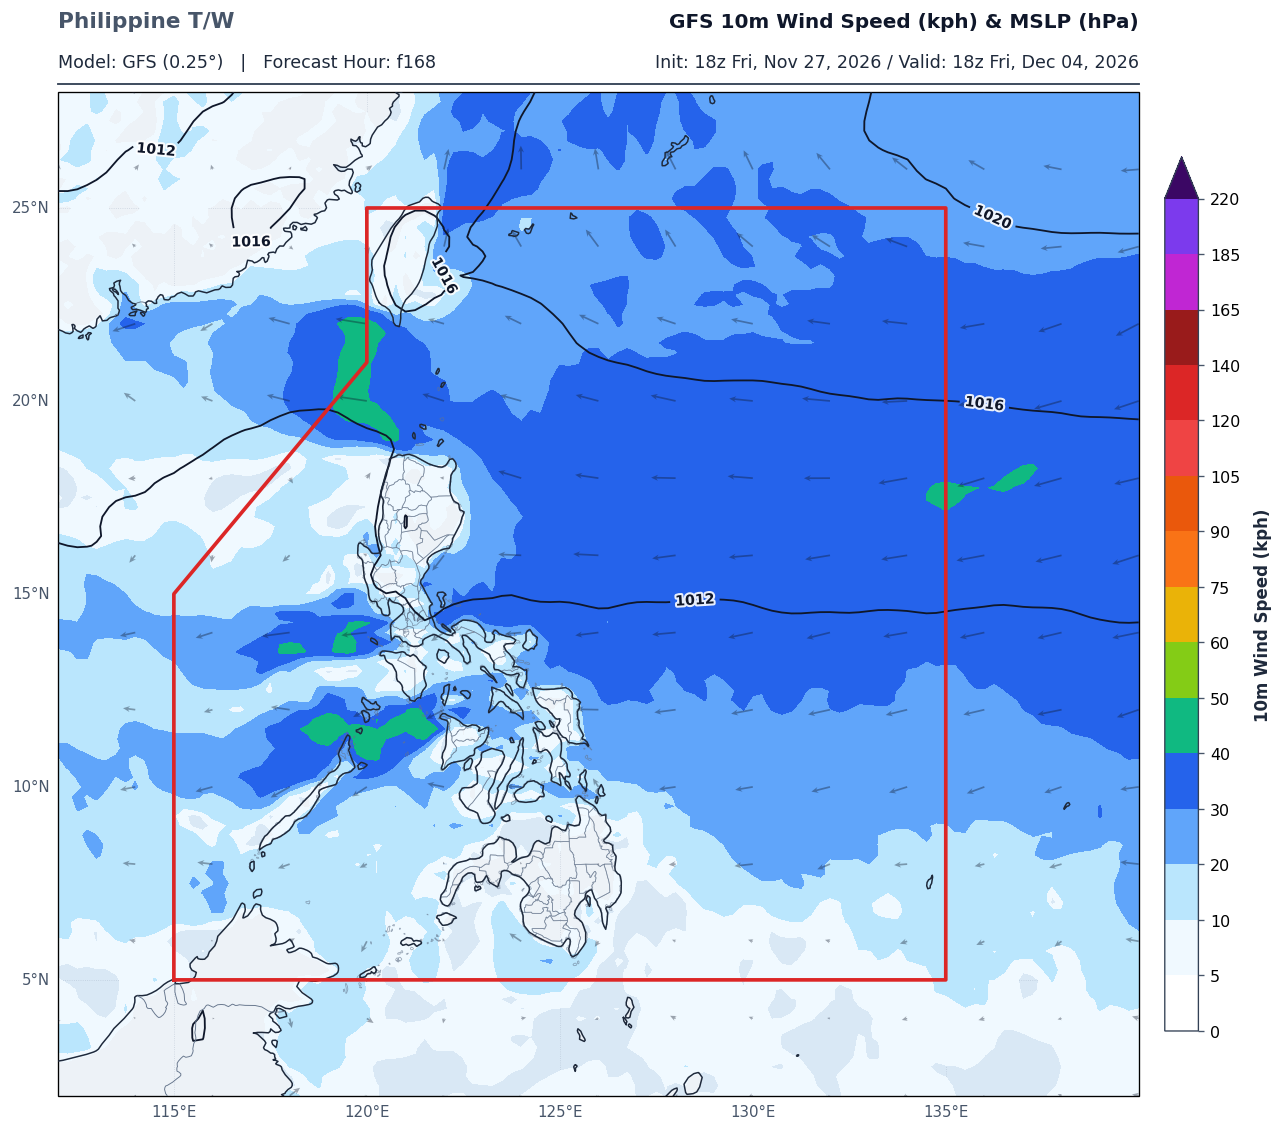 Philippine T/W
GFS 10m Wind Speed (kph) & MSLP (hPa)
Model: GFS (0.25°)   |   Forecast Hour: f168
Init: 18z Fri, Nov 27, 2026 / Valid: 18z Fri, Dec 04, 2026
1012
1016
1016
1020
1016
1012
25°N
20°N
15°N
10°N
5°N
115°E
120°E
125°E
130°E
135°E
220
185
165
140
120
105
90
75
60
50
40
30
20
10
5
0
10m Wind Speed (kph)